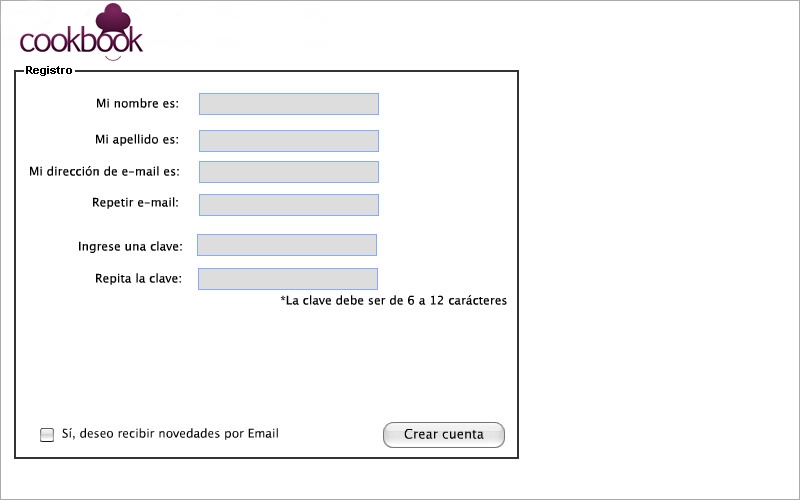 cookbook
Registro
Mi nombre es:
Mi apellido es:
Mi dirección de e-mail es:
Repetir e-mail:
Ingrese una clave:
Repita la clave:
*La clave debe ser de 6 a 12 carácteres
Sí, deseo recibir novedades por Email
Crear cuenta